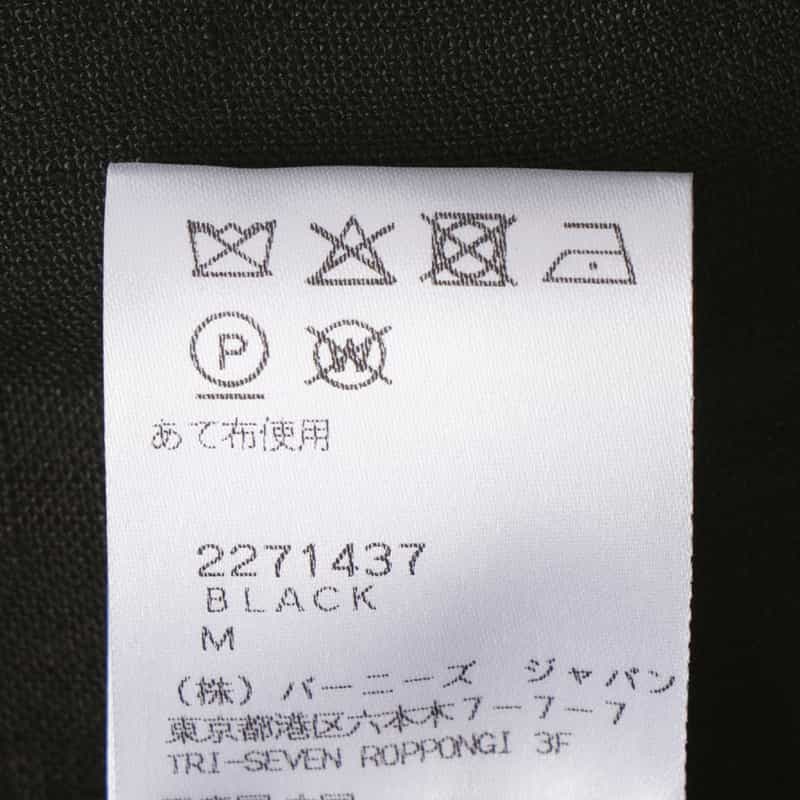 P W
あて布使用
2271437
BLACK
M
(株) バーニーズ ジャパン
東京都港区六本木7-7-7
TRI-SEVEN ROPPONGI 3F